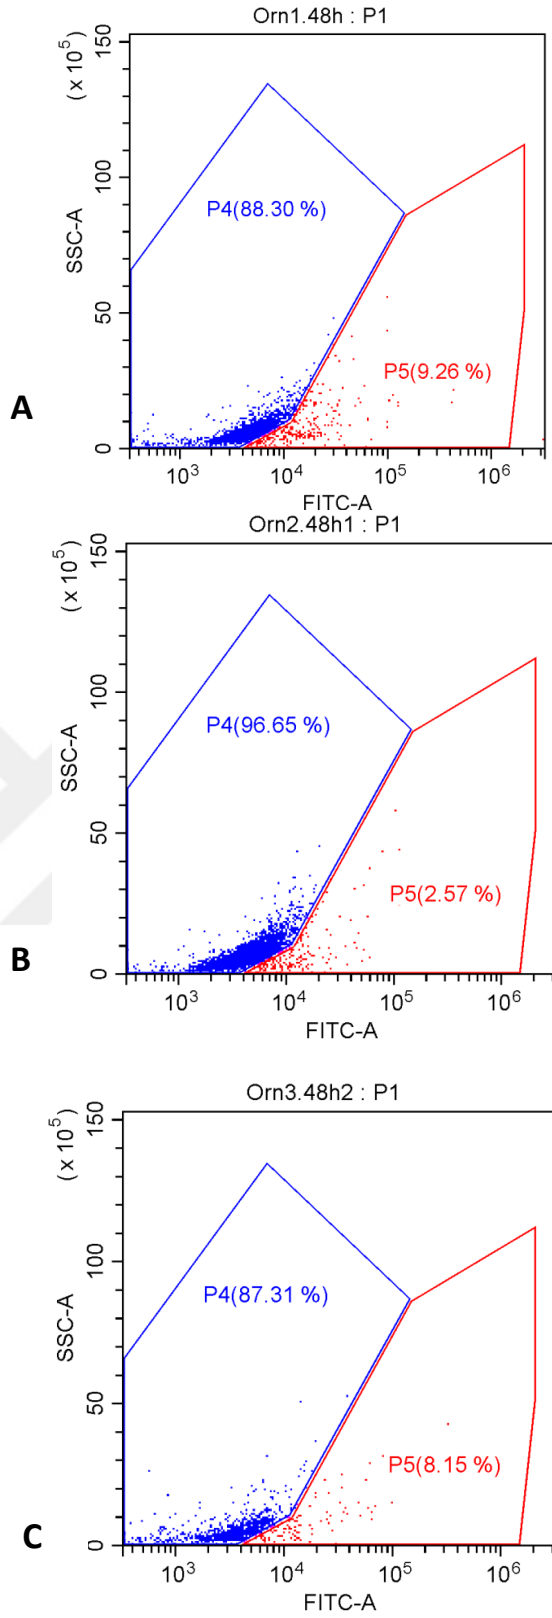 Orn1.48h : P1
(x 10^5)
150
100
50
0
SSC-A
P4(88.30 %)
P5(9.26 %)
A
10^3 10^4 10^5 10^6
FITC-A
Orn2.48h1 : P1
(x 10^5)
150
100
50
0
SSC-A
P4(96.65 %)
P5(2.57 %)
B
10^3 10^4 10^5 10^6
FITC-A
Orn3.48h2 : P1
(x 10^5)
150
100
50
0
SSC-A
P4(87.31 %)
P5(8.15 %)
C
10^3 10^4 10^5 10^6
FITC-A